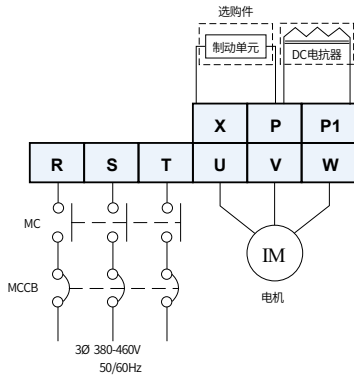 选购件
制动单元
DC电抗器
X P P1
R S T U V W
MC
IM
MCCB
电机
3Ø 380-460V
50/60Hz